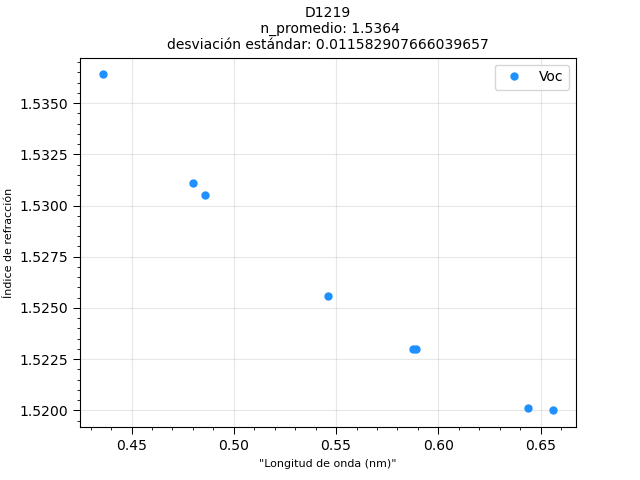 D1219
n_promedio: 1.5364
desviación estándar: 0.011582907666039657
Voc
1.5350
1.5325
1.5300
1.5275
1.5250
1.5225
1.5200
Índice de refracción
0.45 0.50 0.55 0.60 0.65
"Longitud de onda (nm)"